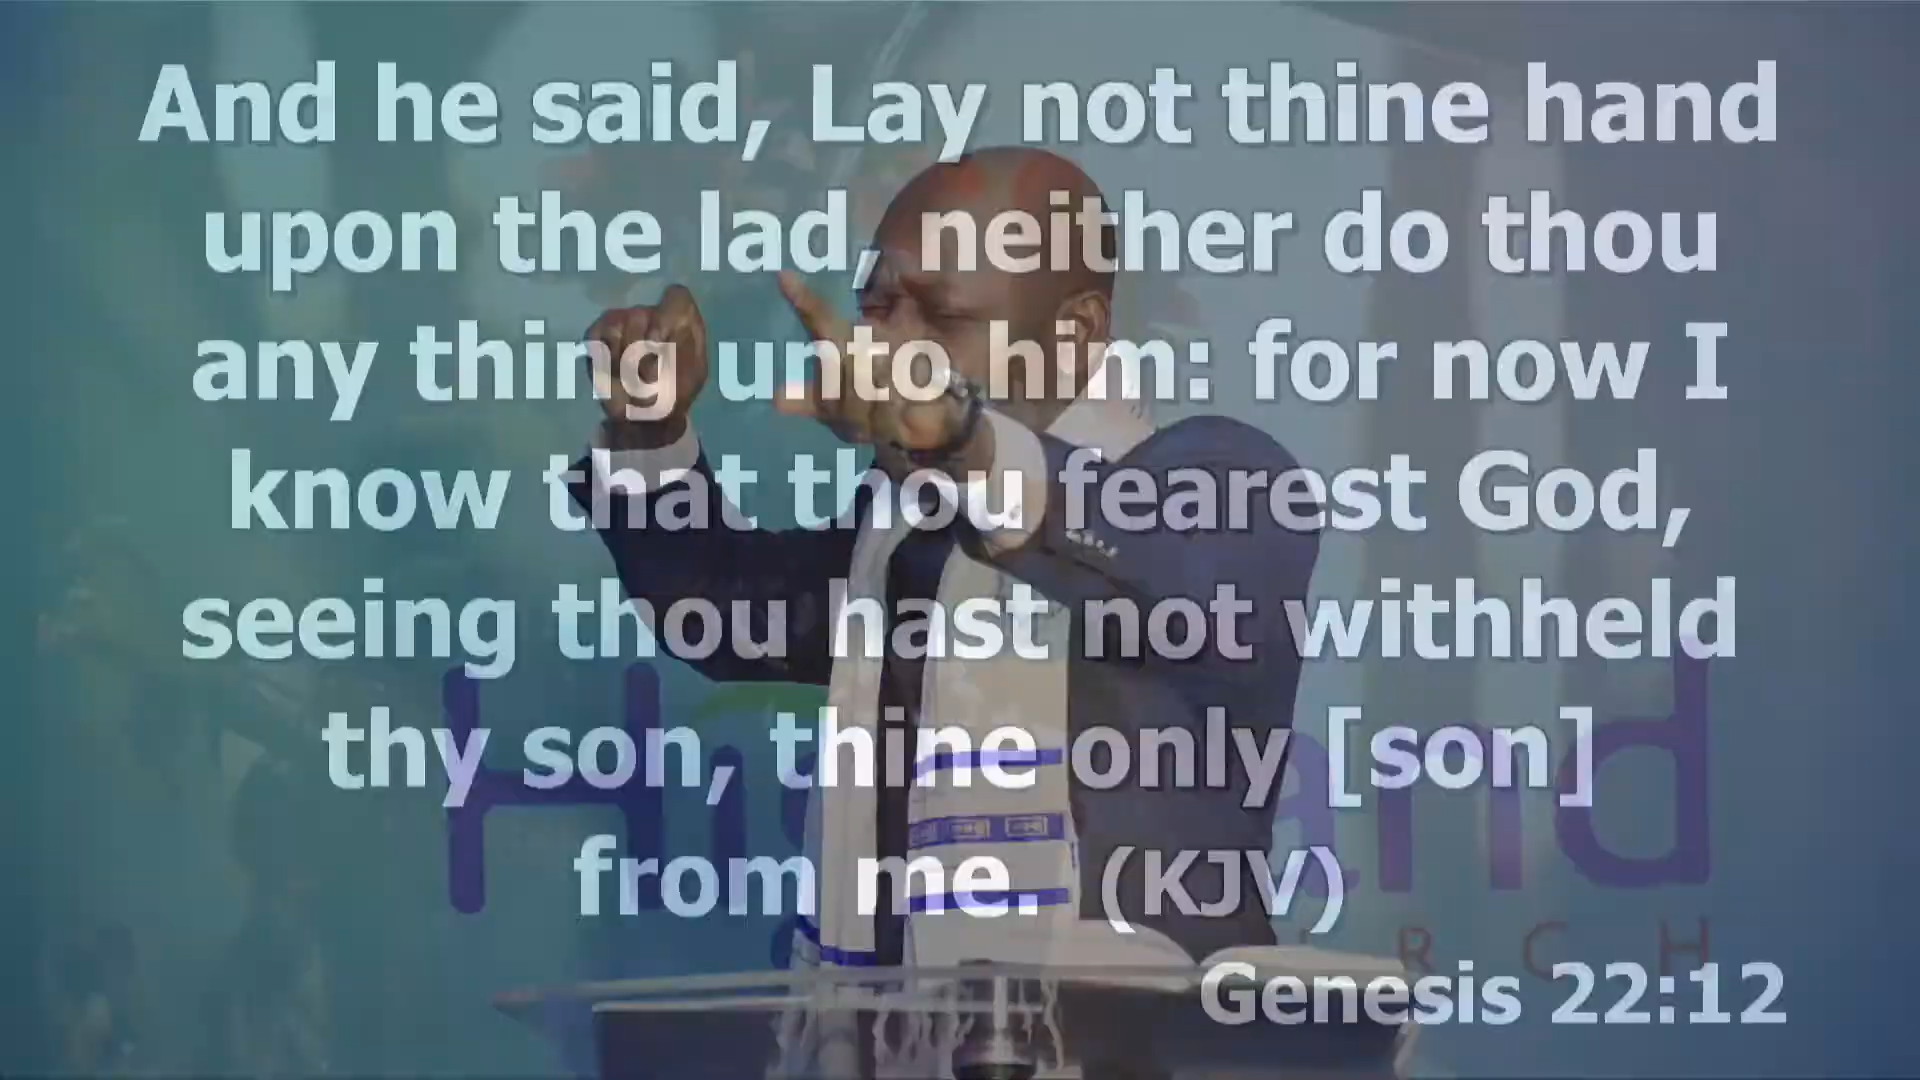 And he said, Lay not thine hand
upon the lad, neither do thou
any thing unto him: for now I
know that thou fearest God,
seeing thou hast not withheld
thy son, thine only [son]
from me. (KJV)
Genesis 22:12